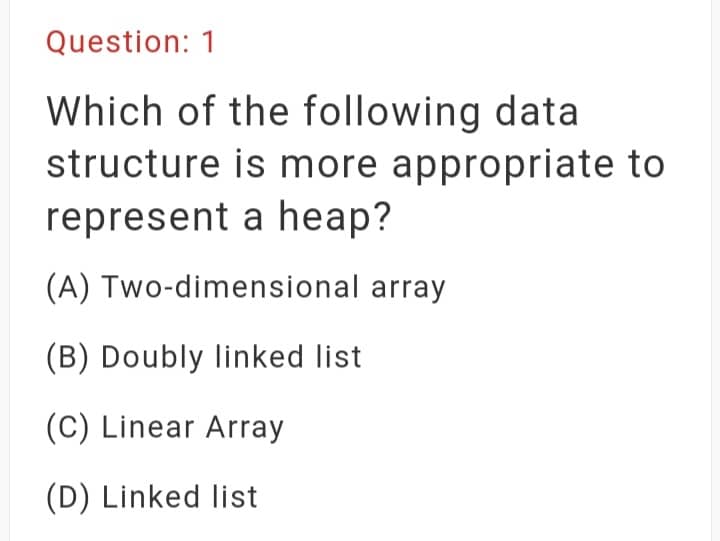 Question: 1
Which of the following data
structure is more appropriate to
represent a heap?
(A) Two-dimensional array
(B) Doubly linked list
(C) Linear Array
(D) Linked list